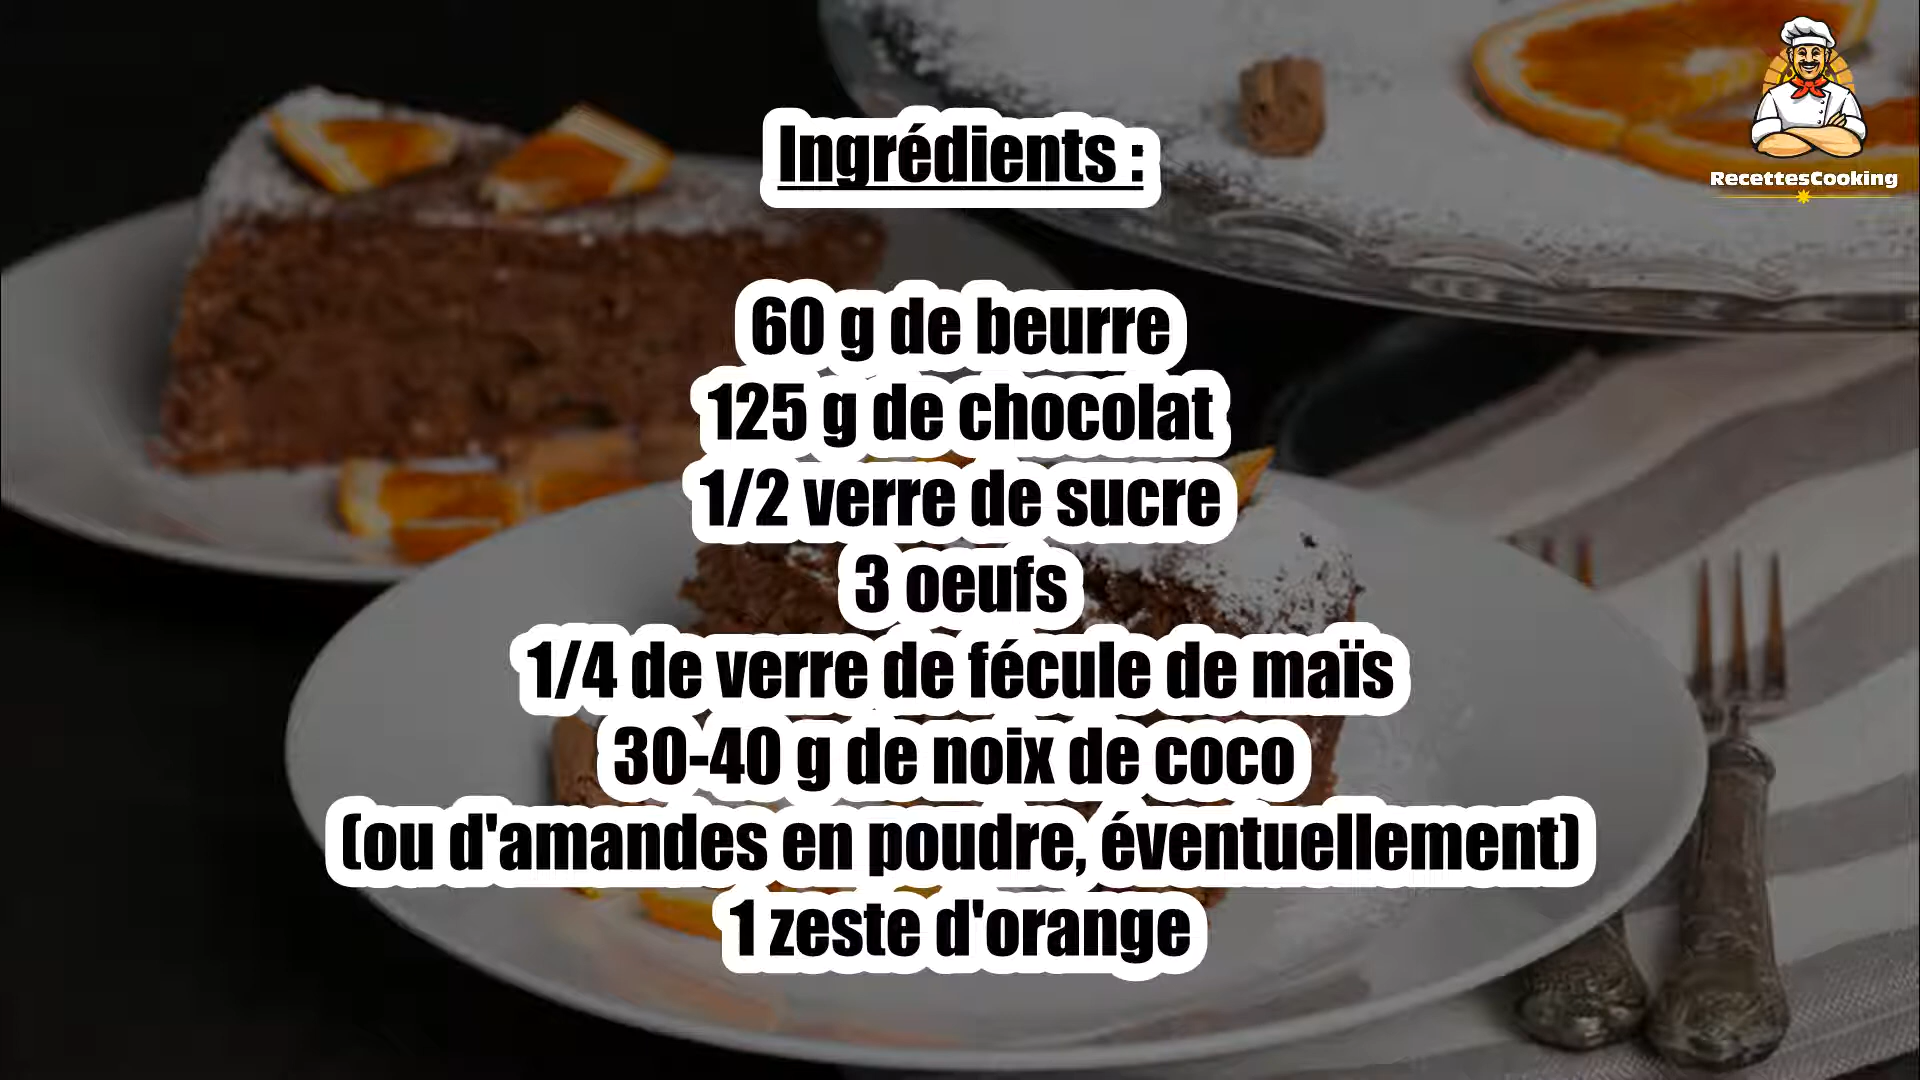 Ingrédients :
60 g de beurre
125 g de chocolat
1/2 verre de sucre
3 oeufs
1/4 de verre de fécule de maïs
30-40 g de noix de coco
(ou d'amandes en poudre, éventuellement)
1 zeste d'orange
RecettesCooking